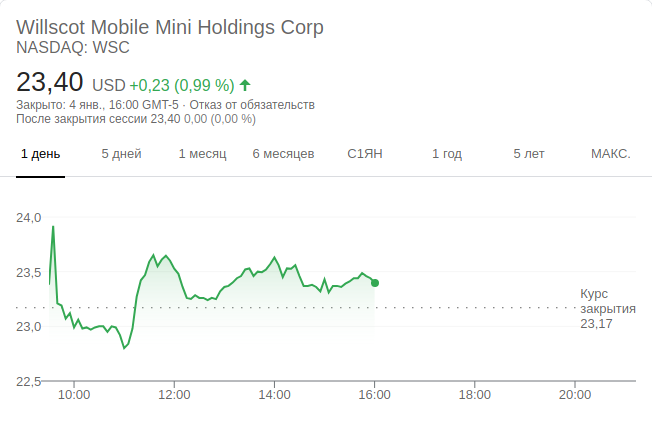 Willscot Mobile Mini Holdings Corp
NASDAQ: WSC
23,40 USD +0,23 (0,99 %)
Закрыто: 4 янв., 16:00 GMT-5 · Отказ от обязательств
После закрытия сессии 23,40 0,00 (0,00 %)
1 день 5 дней 1 месяц 6 месяцев С1ЯН 1 год 5 лет МАКС.
24,0
23,5
Курс
закрытия
23,17
23,0
22,5
10:00 12:00 14:00 16:00 18:00 20:00